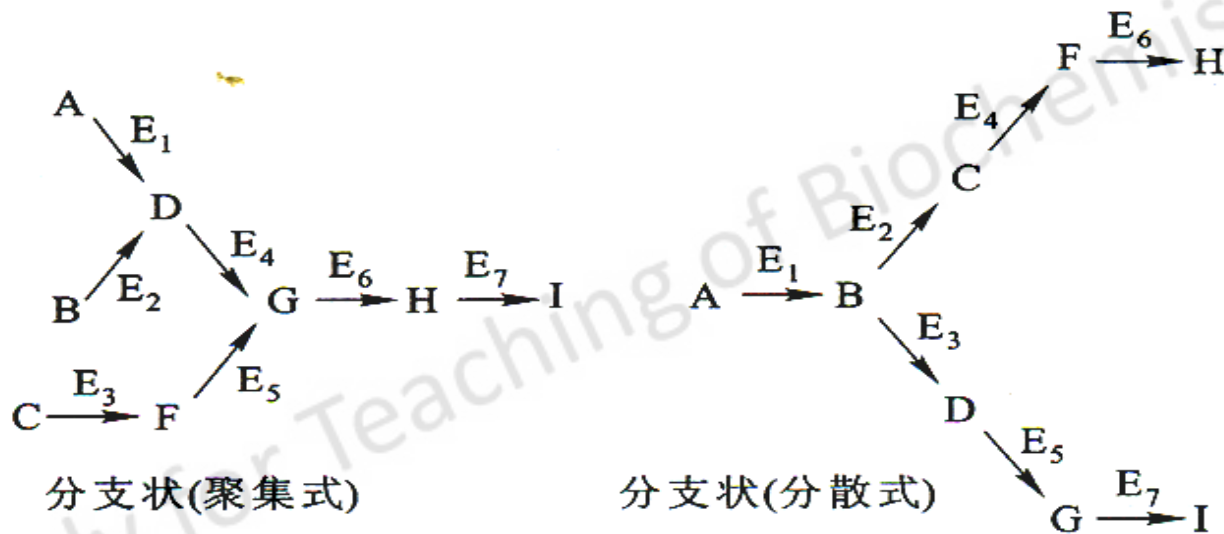 A
E₁
D
B
E₂
E₄
G
E₆
H
E₇
I
C
E₃
F
E₅
分支状(聚集式)
A
E₁
B
E₂
C
E₄
F
E₆
H
E₃
D
E₅
G
E₇
I
分支状(分散式)
for Teaching of Biochemis